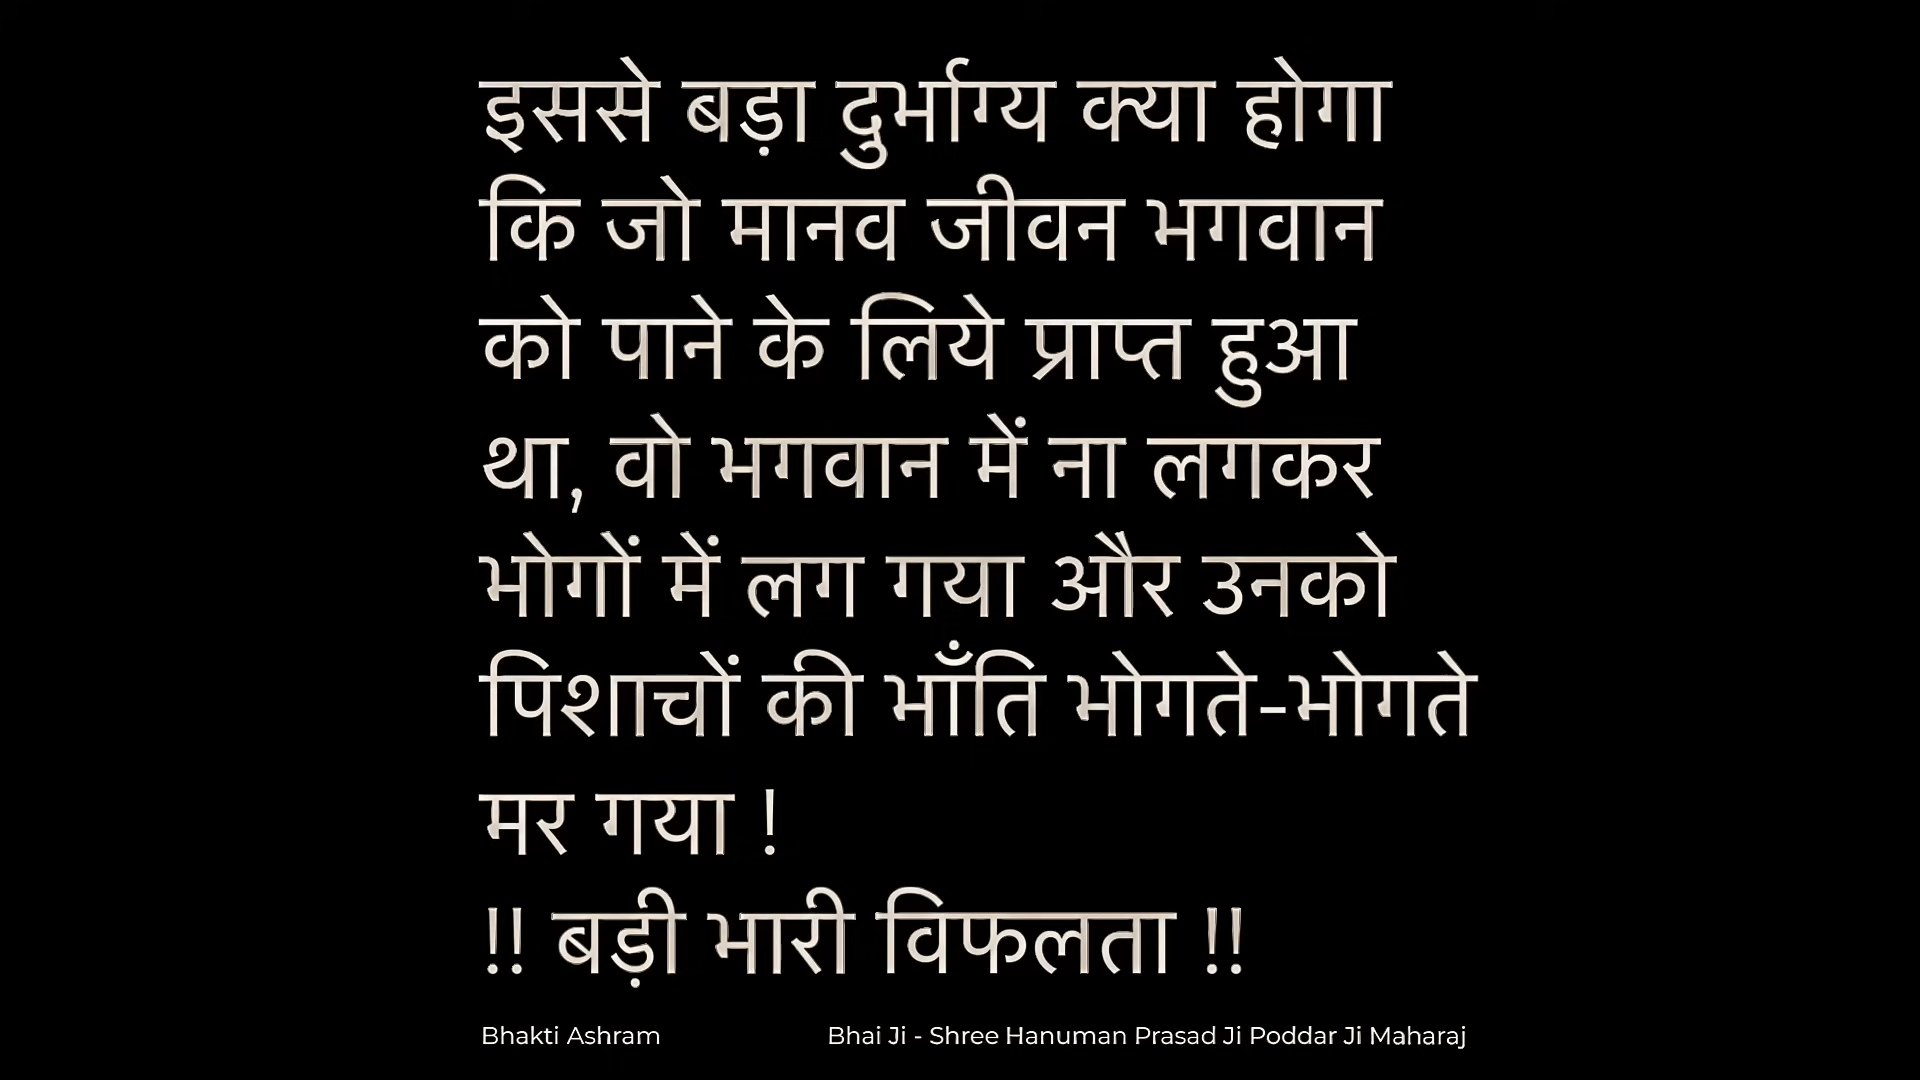 इससे बड़ा दुर्भाग्य क्या होगा
कि जो मानव जीवन भगवान
को पाने के लिये प्राप्त हुआ
था, वो भगवान में ना लगकर
भोगों में लग गया और उनको
पिशाचों की भाँति भोगते-भोगते
मर गया !
!! बड़ी भारी विफलता !!
Bhakti Ashram
Bhai Ji - Shree Hanuman Prasad Ji Poddar Ji Maharaj